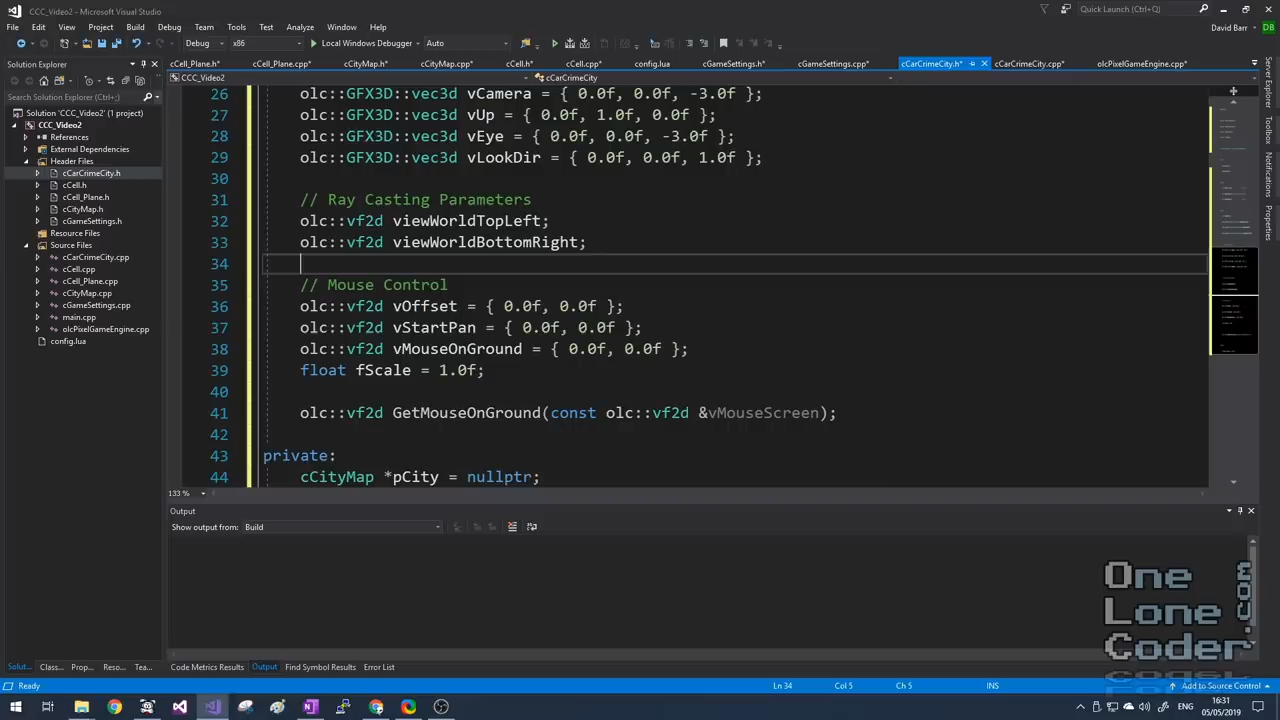 CCC_Video2 - Microsoft Visual Studio
Quick Launch (Ctrl+Q)
File Edit View Project Build Debug Team Tools Test Analyze Window Help
David Barr DB
Debug x86 Local Windows Debugger Auto
Solution Explorer
Search Solution Explorer (Ctrl+;)
Solution 'CCC_Video2' (1 project)
CCC_Video2
References
External Dependencies
Header Files
cCarCrimeCity.h
cCell.h
cCell_Plane.h
cCityMap.h
cGameSettings.h
Resource Files
Source Files
cCarCrimeCity.cpp
cCell.cpp
cCell_Plane.cpp
cCityMap.cpp
cGameSettings.cpp
main.cpp
olcPixelGameEngine.cpp
config.lua
Solut... Class... Prop... Reso... Tea...
cCell_Plane.h* cCell_Plane.cpp* cCityMap.h* cCityMap.cpp* cCell.h* cCell.cpp* config.lua cGameSettings.h* cGameSettings.cpp* cCarCrimeCity.h* cCarCrimeCity.cpp* olcPixelGameEngine.cpp*
CCC_Video2 cCarCrimeCity
26 olc::GFX3D::vec3d vCamera = { 0.0f, 0.0f, -3.0f };
27 olc::GFX3D::vec3d vUp = { 0.0f, 1.0f, 0.0f };
28 olc::GFX3D::vec3d vEye = { 0.0f, 0.0f, -3.0f };
29 olc::GFX3D::vec3d vLookDir = { 0.0f, 0.0f, 1.0f };
30
31 // Ray Casting Parameters
32 olc::vf2d viewWorldTopLeft;
33 olc::vf2d viewWorldBottomRight;
34
35 // Mouse Control
36 olc::vf2d vOffset = { 0.0f, 0.0f };
37 olc::vf2d vStartPan = { 0.0f, 0.0f };
38 olc::vf2d vMouseOnGround = { 0.0f, 0.0f };
39 float fScale = 1.0f;
40
41 olc::vf2d GetMouseOnGround(const olc::vf2d &vMouseScreen);
42
43 private:
44 cCityMap *pCity = nullptr;
133 %
Output
Show output from: Build
Code Metrics Results Output Find Symbol Results Error List
Server Explorer
Toolbox
Notifications
Properties
One
Lone
Coder
.com
Ready Ln 34 Col 5 Ch 5 INS Add to Source Control
ENG
16:31
05/05/2019